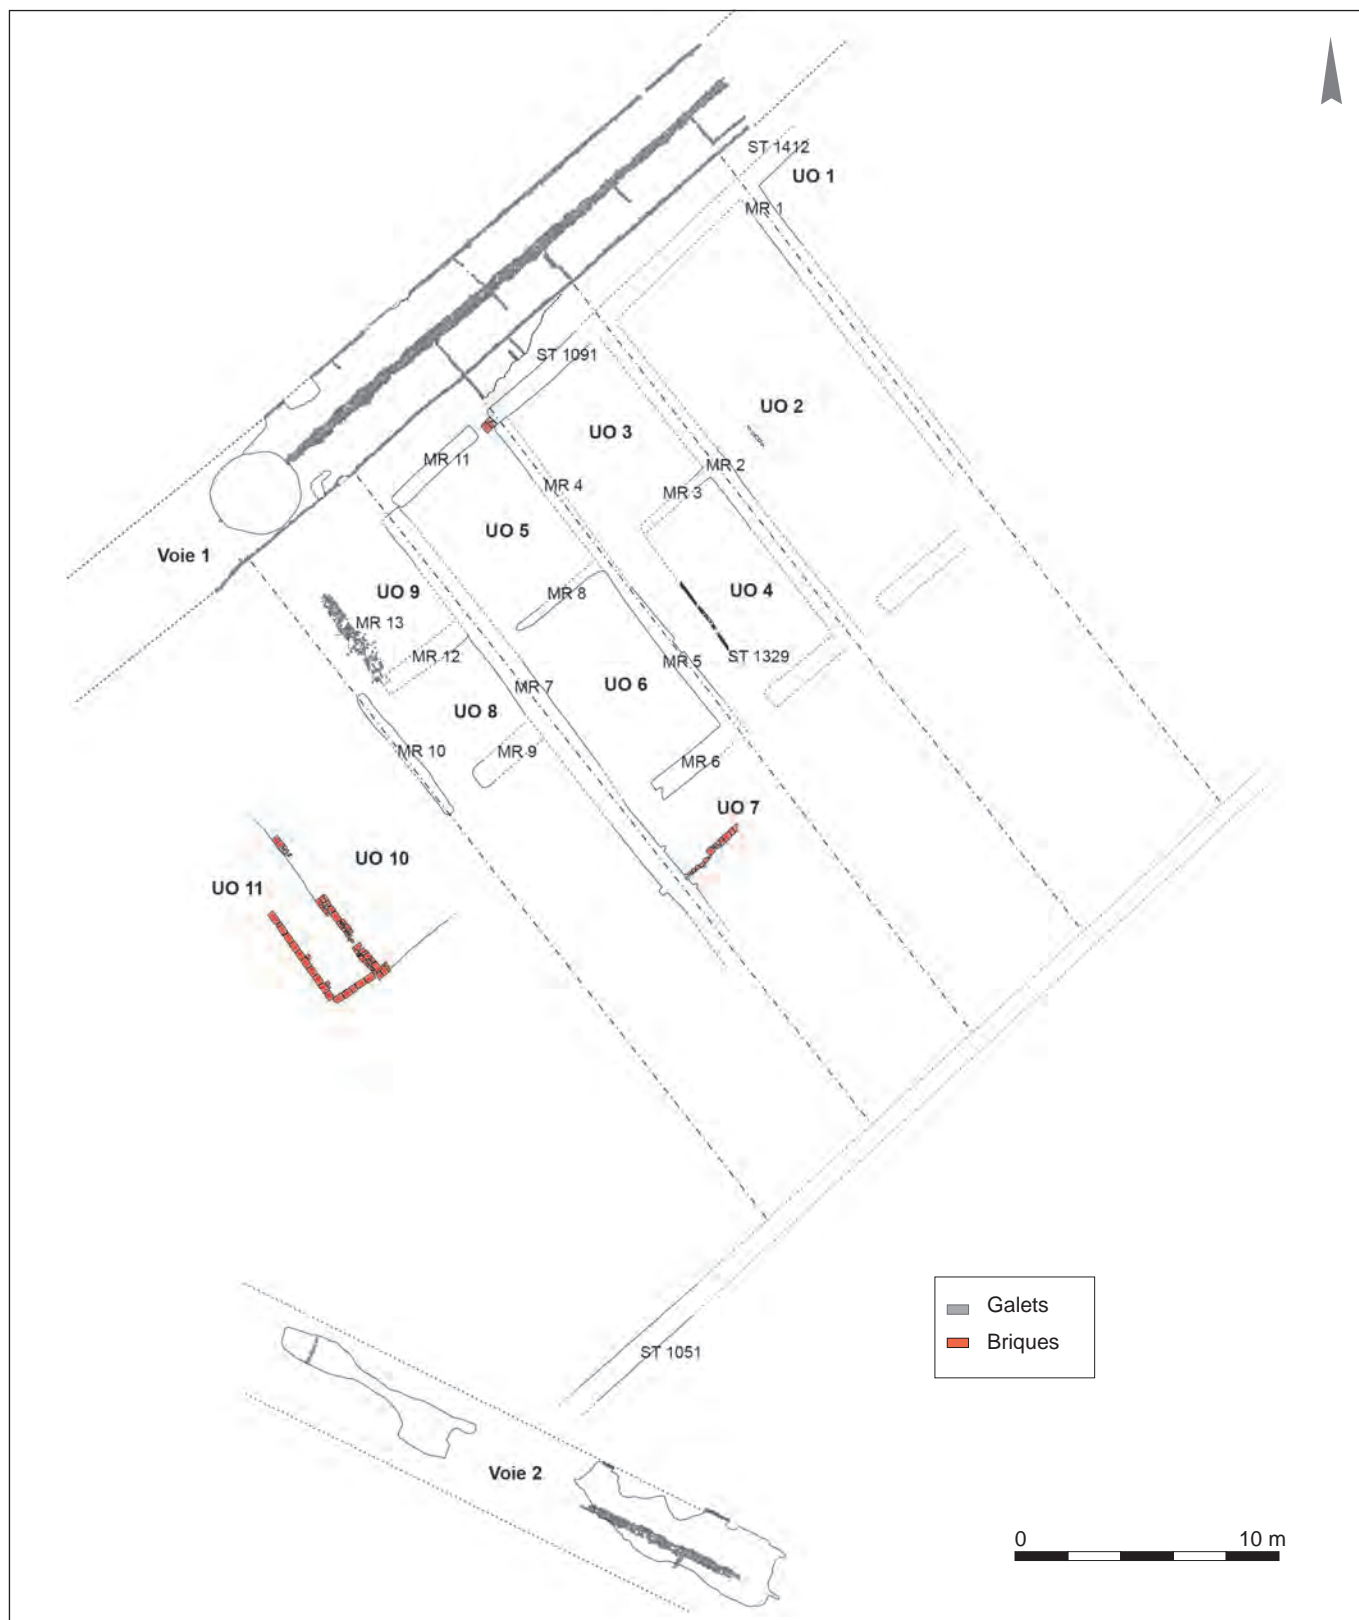 ST 1412
UO 1
MR 1
ST 1091
UO 2
UO 3
MR 11
MR 2
MR 4
MR 3
UO 5
Voie 1
UO 9
MR 8
UO 4
MR 13
MR 12
ST 1329
MR 5
MR 7
UO 6
UO 8
MR 10
MR 9
MR 6
UO 7
UO 10
UO 11
Galets
Briques
ST 1051
Voie 2
0 10 m